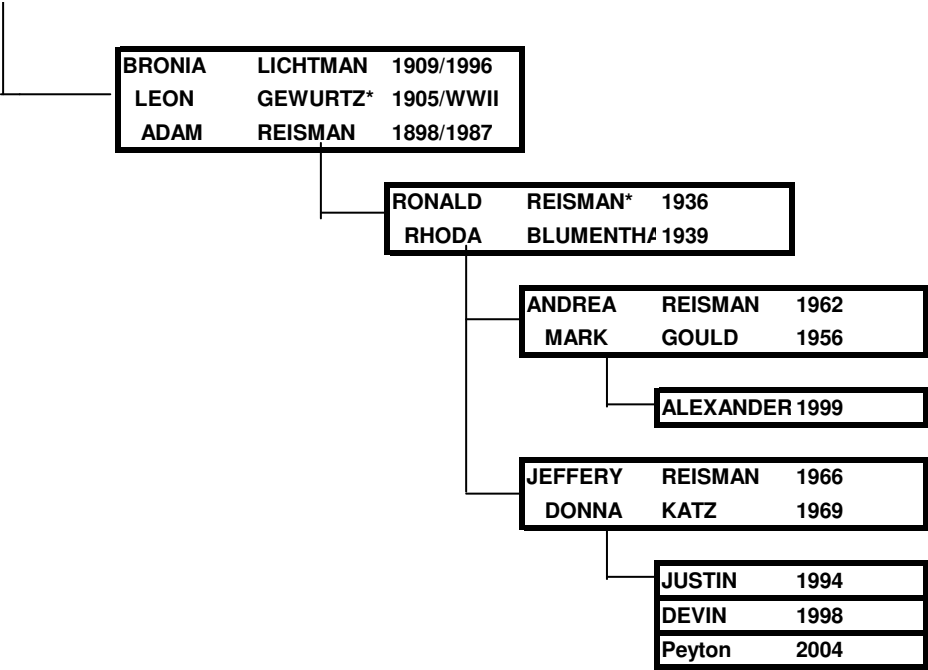 BRONIA LICHTMAN 1909/1996
LEON GEWURTZ* 1905/WWII
ADAM REISMAN 1898/1987
RONALD REISMAN* 1936
RHODA BLUMENTHA 1939
ANDREA REISMAN 1962
MARK GOULD 1956
ALEXANDER 1999
JEFFERY REISMAN 1966
DONNA KATZ 1969
JUSTIN 1994
DEVIN 1998
Peyton 2004